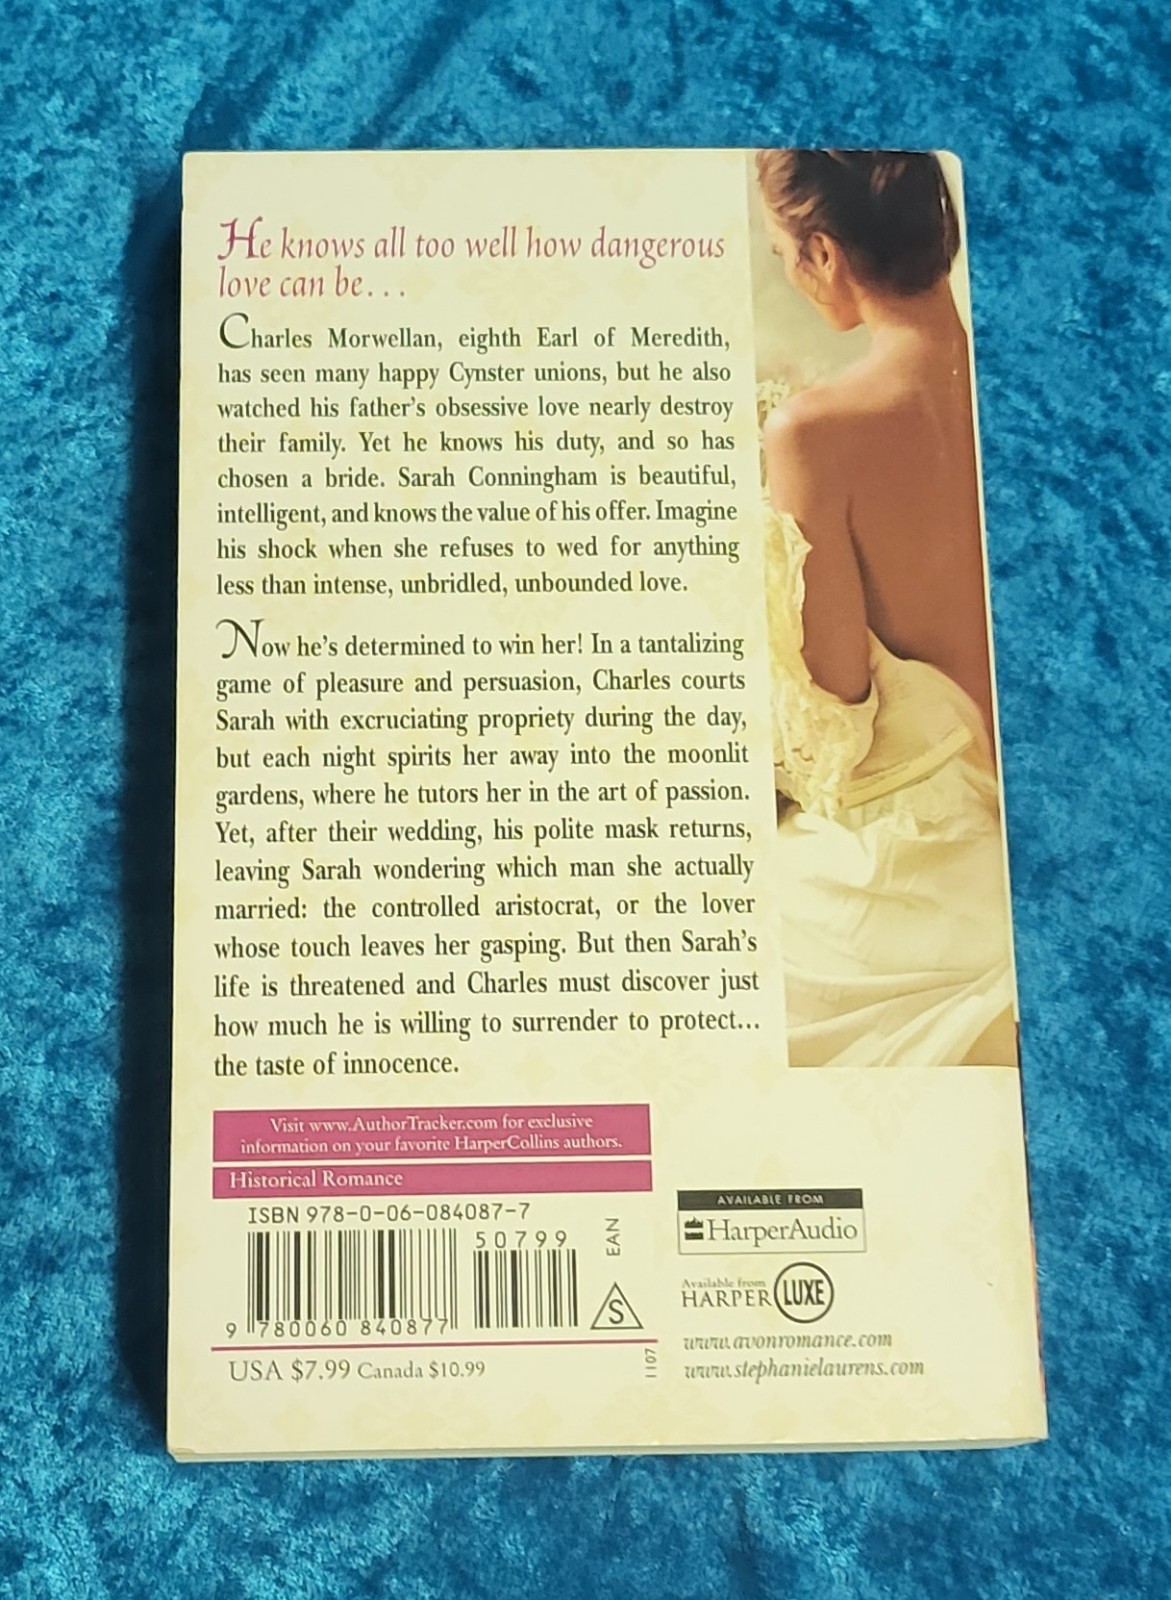 He knows all too well how dangerous
love can be...
Charles Morwellan, eighth Earl of Meredith,
has seen many happy Cynster unions, but he also
watched his father's obsessive love nearly destroy
their family. Yet he knows his duty, and so has
chosen a bride. Sarah Conningham is beautiful,
intelligent, and knows the value of his offer. Imagine
his shock when she refuses to wed for anything
less than intense, unbridled, unbounded love.
Now he's determined to win her! In a tantalizing
game of pleasure and persuasion, Charles courts
Sarah with excruciating propriety during the day,
but each night spirits her away into the moonlit
gardens, where he tutors her in the art of passion.
Yet, after their wedding, his polite mask returns,
leaving Sarah wondering which man she actually
married: the controlled aristocrat, or the lover
whose touch leaves her gasping. But then Sarah's
life is threatened and Charles must discover just
how much he is willing to surrender to protect...
the taste of innocence.
Visit www.AuthorTracker.com for exclusive
information on your favorite HarperCollins authors.
Historical Romance
ISBN 978-0-06-084087-7
50799
EAN
S
9 780060 840877
USA $7.99 Canada $10.99
1107
AVAILABLE FROM
HarperAudio
Available from
HARPER LUXE
www.avonromance.com
www.stephanielaurens.com